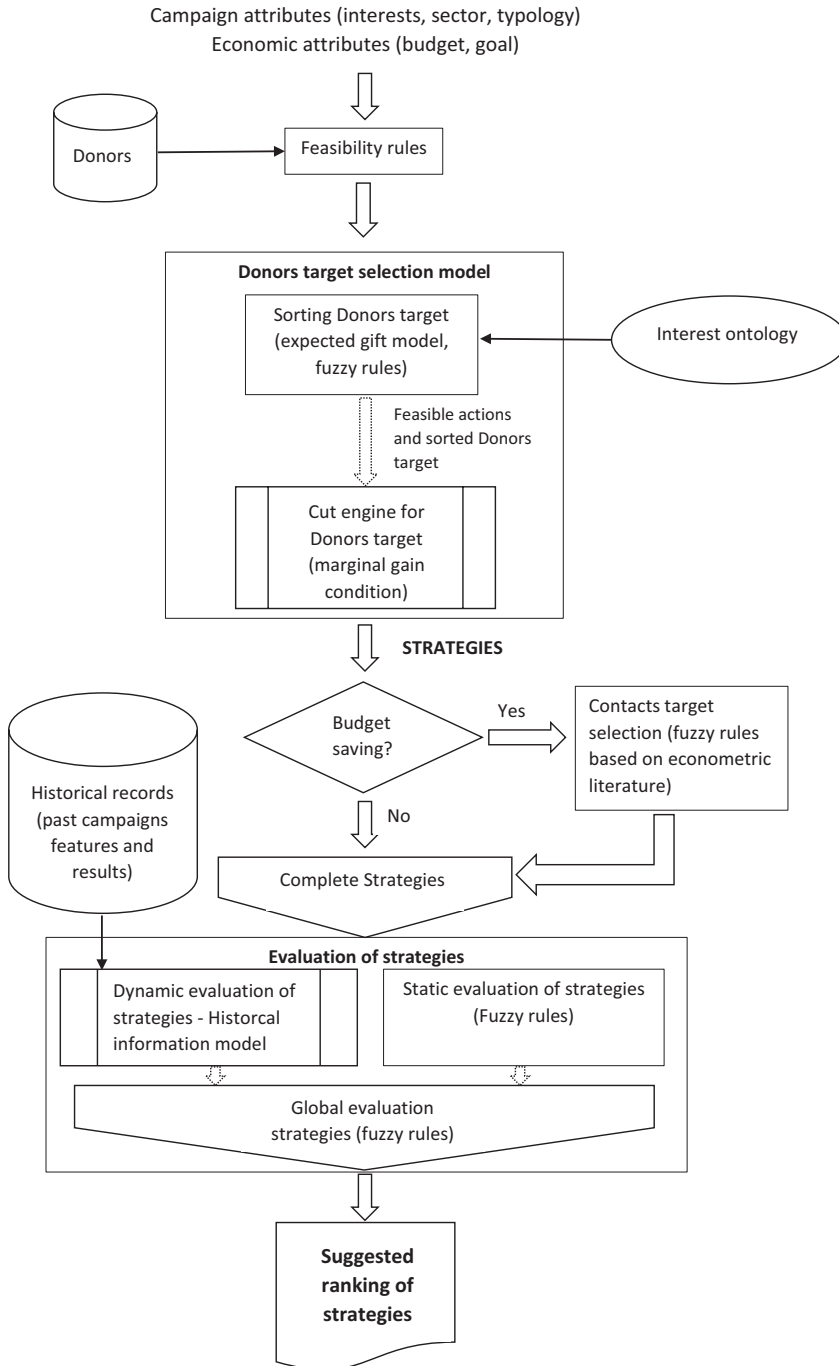 Campaign attributes (interests, sector, typology)
Economic attributes (budget, goal)
Donors
Feasibility rules
Donors target selection model
Sorting Donors target
(expected gift model,
fuzzy rules)
Interest ontology
Feasible actions
and sorted Donors
target
Cut engine for
Donors target
(marginal gain
condition)
STRATEGIES
Budget
saving?
Yes
Contacts target
selection (fuzzy rules
based on econometric
literature)
No
Historical records
(past campaigns
features and
results)
Complete Strategies
Evaluation of strategies
Dynamic evaluation of
strategies - Historcal
information model
Static evaluation of strategies
(Fuzzy rules)
Global evaluation
strategies (fuzzy rules)
Suggested
ranking of
strategies